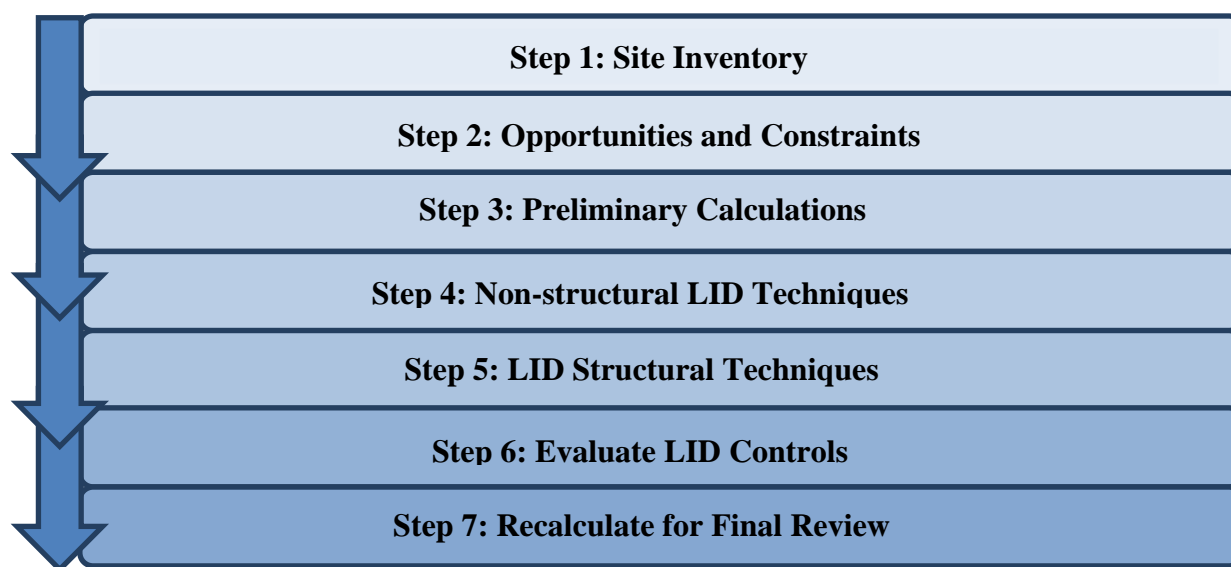 Step 1: Site Inventory
Step 2: Opportunities and Constraints
Step 3: Preliminary Calculations
Step 4: Non-structural LID Techniques
Step 5: LID Structural Techniques
Step 6: Evaluate LID Controls
Step 7: Recalculate for Final Review